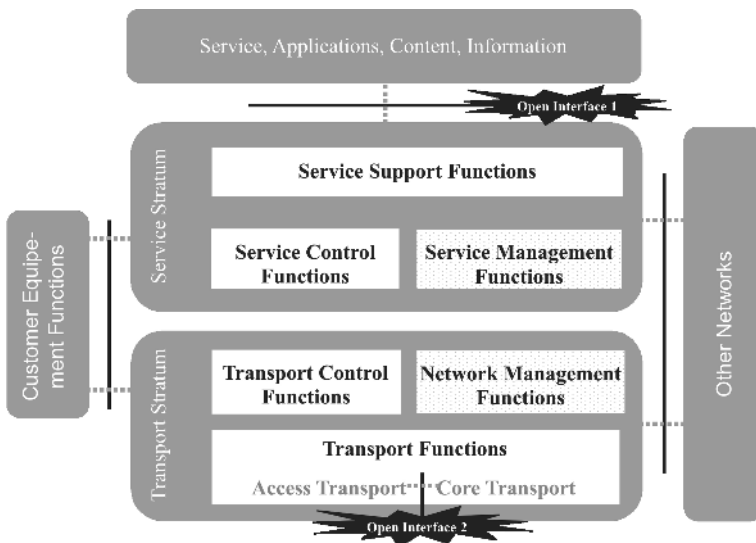 Service, Applications, Content, Information
Open Interface 1
Service Stratum
Service Support Functions
Service Control
Functions
Service Management
Functions
Customer Equipe-
ment Functions
Other Networks
Transport Stratum
Transport Control
Functions
Network Management
Functions
Transport Functions
Access Transport
Core Transport
Open Interface 2